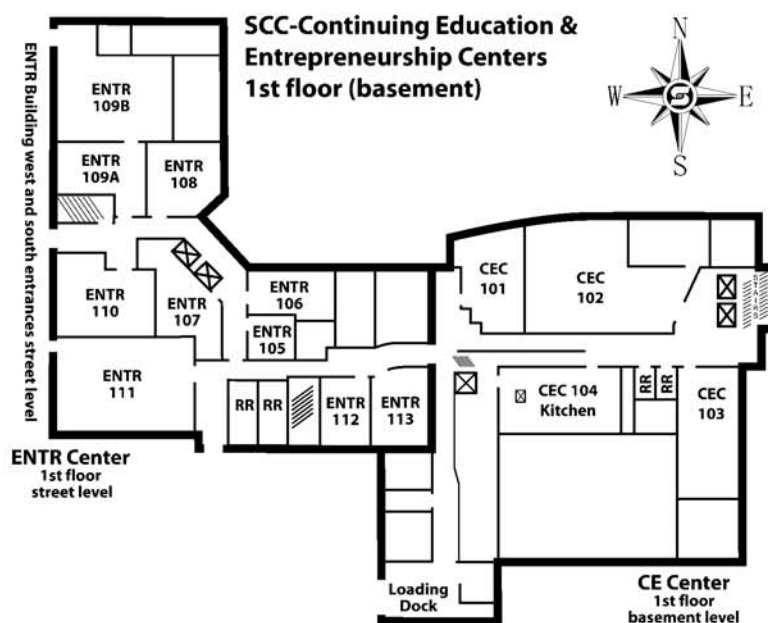 SCC-Continuing Education &
Entrepreneurship Centers
1st floor (basement)
N
W
E
S
ENTR Building west and south entrances street level
ENTR
109B
ENTR
109A
ENTR
108
ENTR
110
ENTR
107
ENTR
106
ENTR
105
ENTR
111
RR
RR
ENTR
112
ENTR
113
CEC
101
CEC
102
STAIRS
CEC 104
Kitchen
RR
RR
CEC
103
ENTR Center
1st floor
street level
Loading
Dock
CE Center
1st floor
basement level